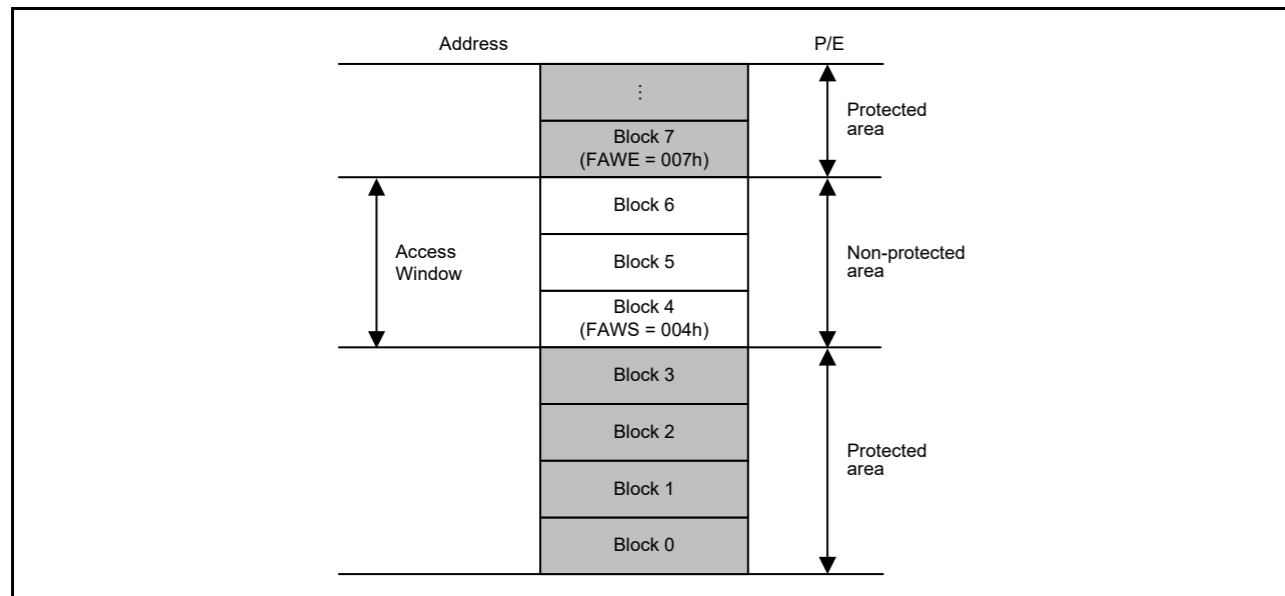 Address
P/E
⋮
Block 7
(FAWE = 007h)
Protected
area
Block 6
Block 5
Block 4
(FAWS = 004h)
Access
Window
Non-protected
area
Block 3
Block 2
Block 1
Block 0
Protected
area